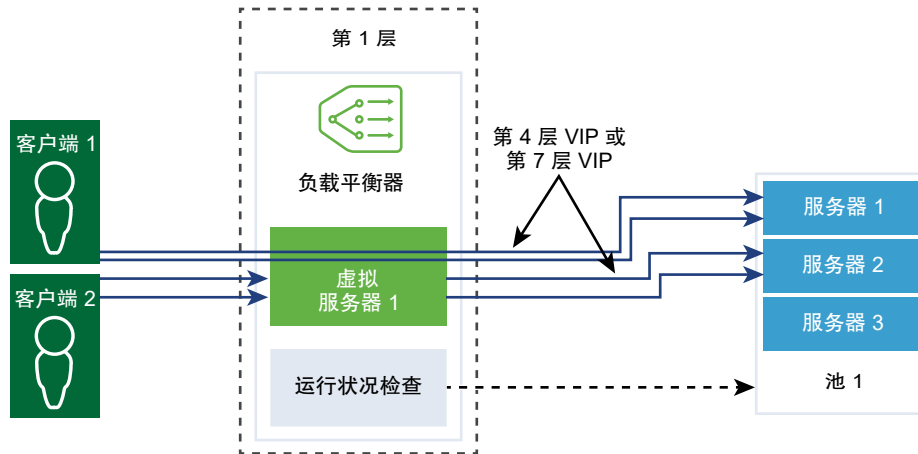 第 1 层
客户端 1
负载平衡器
第 4 层 VIP 或
第 7 层 VIP
服务器 1
服务器 2
服务器 3
池 1
虚拟
服务器 1
客户端 2
运行状况检查